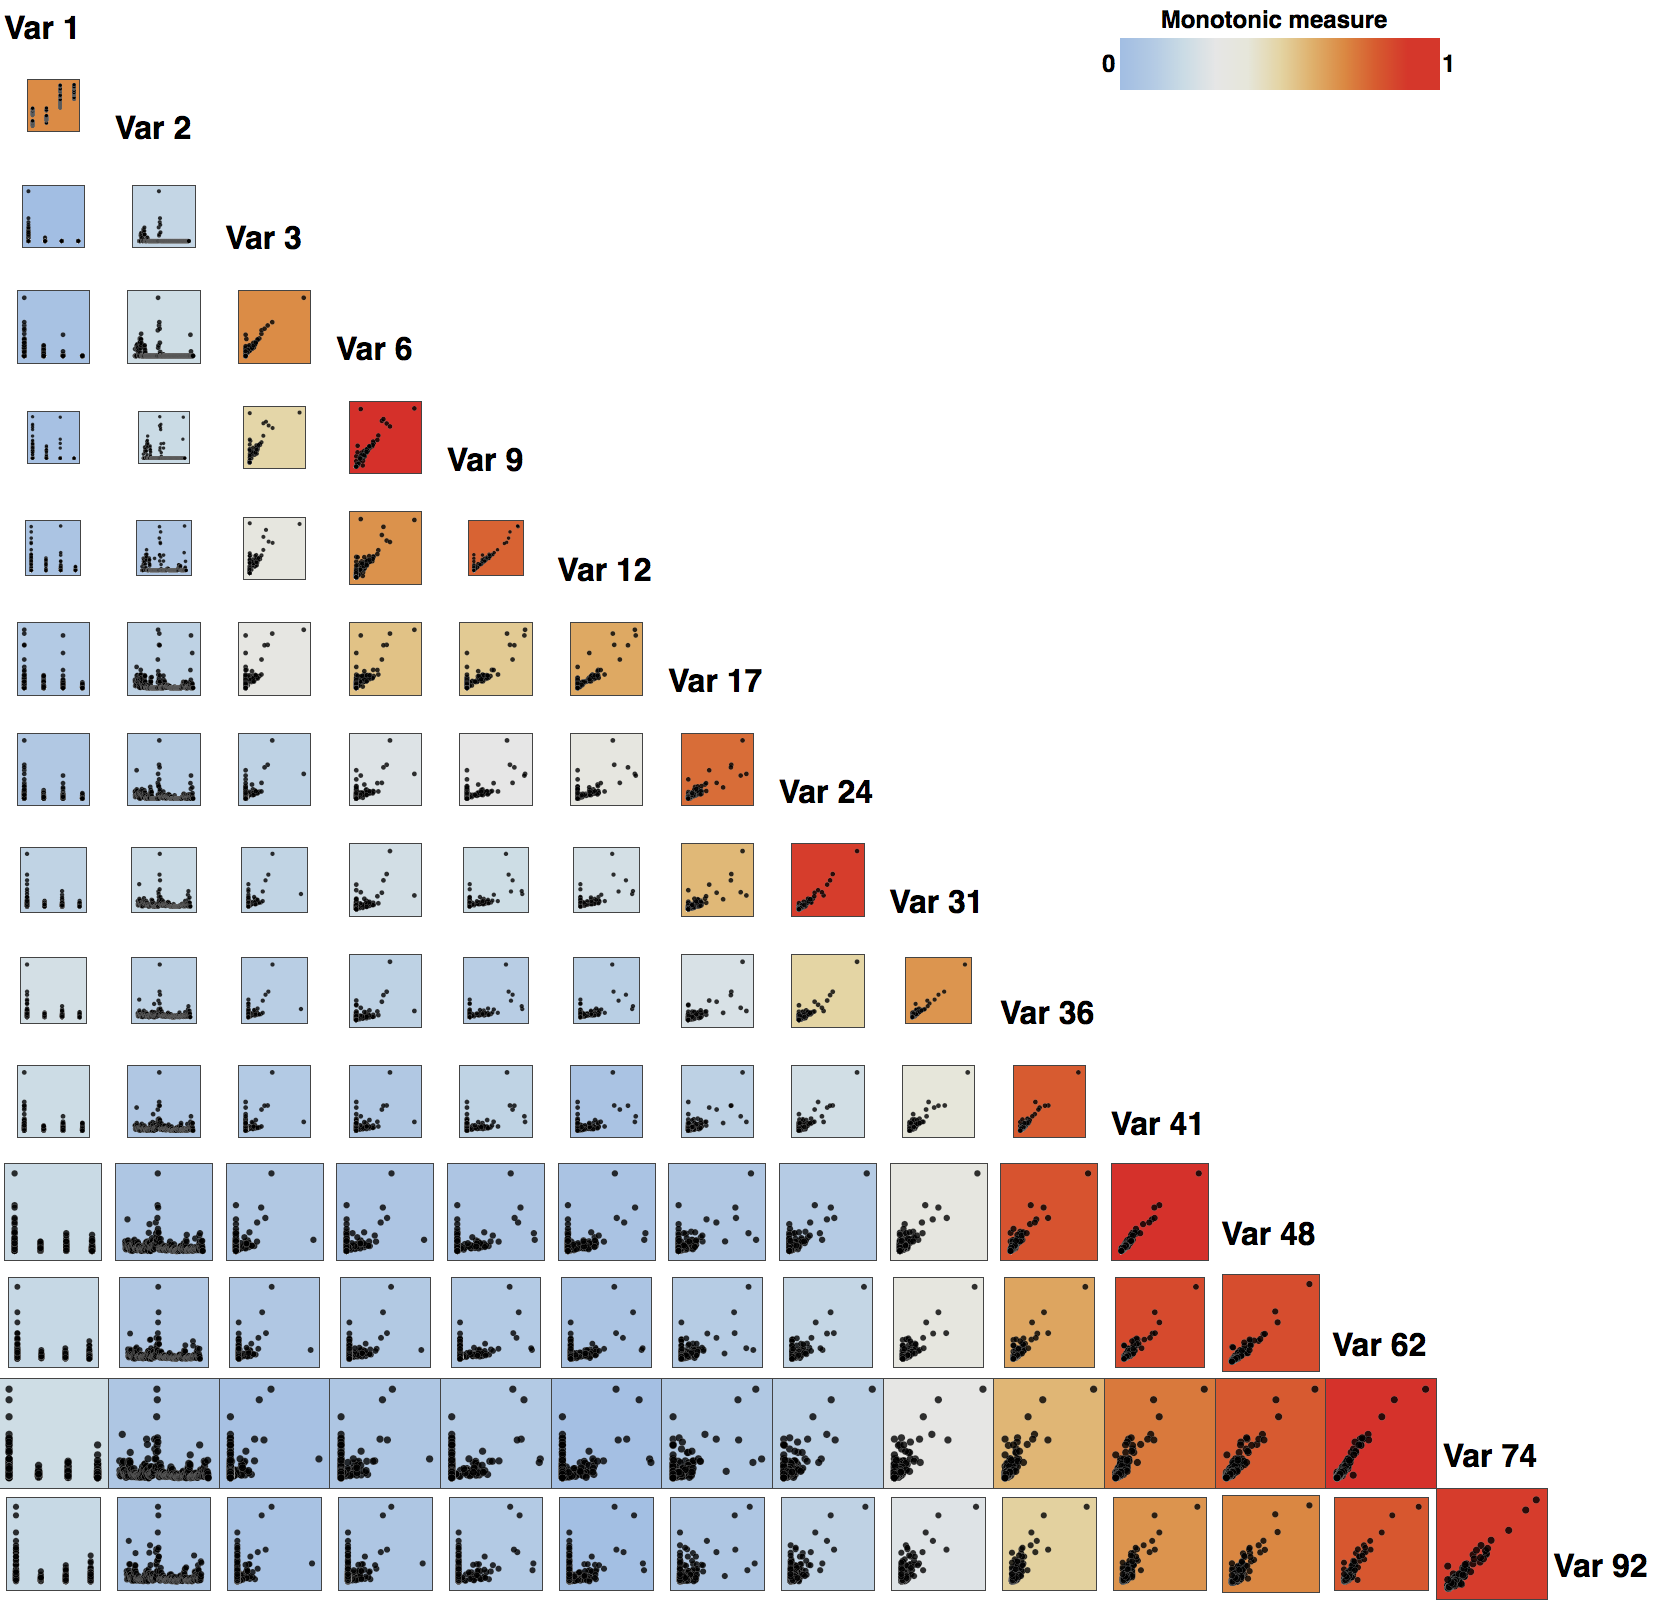 Var 1
Monotonic measure
0 1
Var 2
Var 3
Var 6
Var 9
Var 12
Var 17
Var 24
Var 31
Var 36
Var 41
Var 48
Var 62
Var 74
Var 92